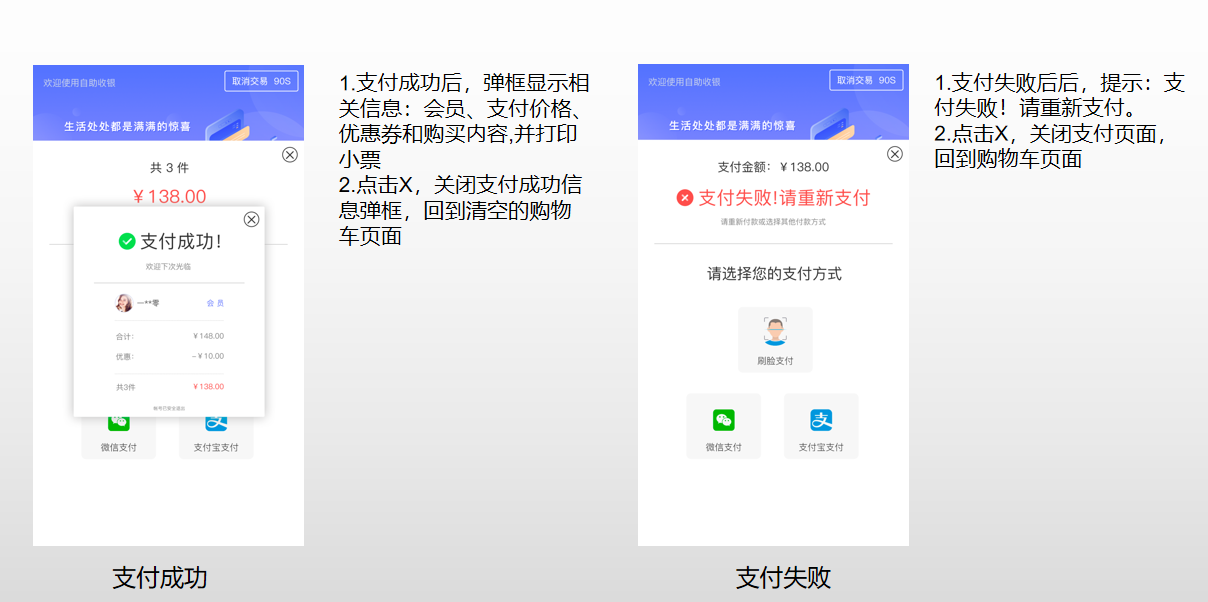 欢迎使用自助收银
取消交易 90S
生活处处都是满满的惊喜
共 3 件
¥138.00
支付成功!
欢迎下次光临
一**零
会 员
合计:
¥148.00
优惠:
-¥10.00
共3件
¥138.00
微信支付
支付宝支付
支付成功
1.支付成功后，弹框显示相
关信息：会员、支付价格、
优惠券和购买内容,并打印
小票
2.点击X，关闭支付成功信
息弹框，回到清空的购物
车页面
欢迎使用自助收银
取消交易 90S
生活处处都是满满的惊喜
支付金额：¥138.00
支付失败!请重新支付
请重新付款或选择其他付款方式
请选择您的支付方式
刷脸支付
微信支付
支付宝支付
支付失败
1.支付失败后后，提示：支
付失败！请重新支付。
2.点击X，关闭支付页面，
回到购物车页面